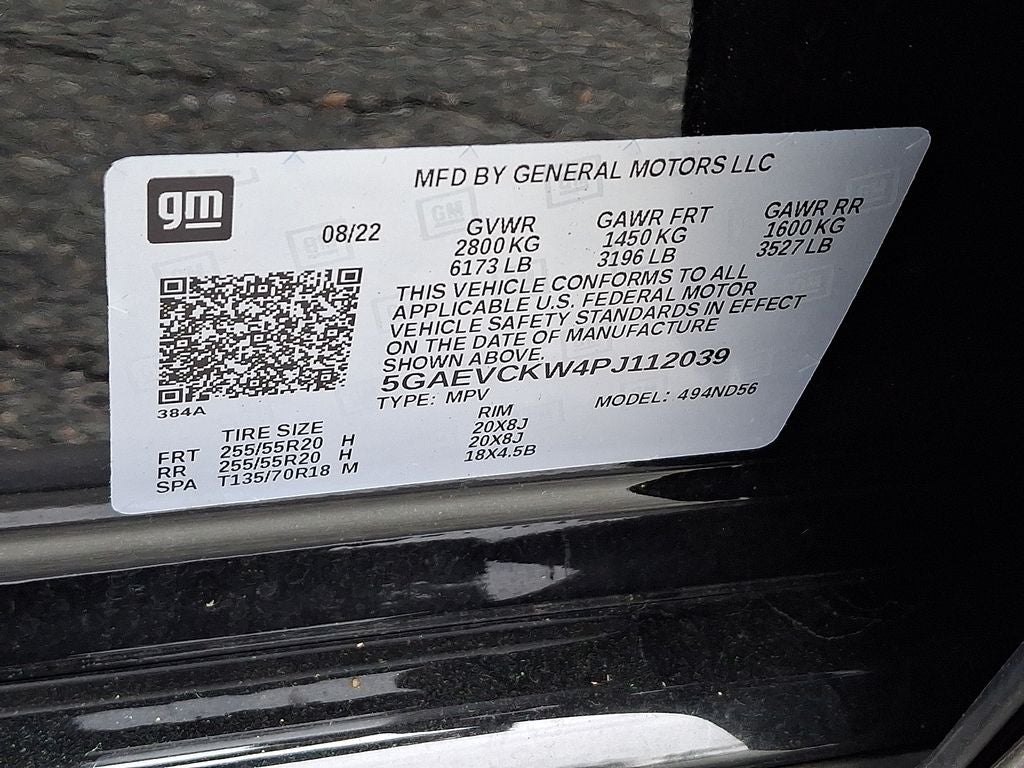 gm
MFD BY GENERAL MOTORS LLC
08/22
GVWR
2800 KG
6173 LB
GAWR FRT
1450 KG
3196 LB
GAWR RR
1600 KG
3527 LB
THIS VEHICLE CONFORMS TO ALL
APPLICABLE U.S. FEDERAL MOTOR
VEHICLE SAFETY STANDARDS IN EFFECT
ON THE DATE OF MANUFACTURE
SHOWN ABOVE.
5GAEVCKW4PJ112039
TYPE: MPV
MODEL: 494ND56
384A
TIRE SIZE RIM
FRT 255/55R20 H 20X8J
RR 255/55R20 H 20X8J
SPA T135/70R18 M 18X4.5B